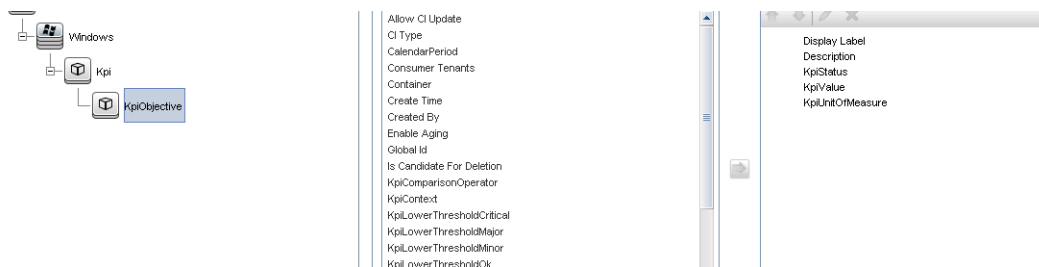 Windows
Kpi
KpiObjective
Allow CI Update
CI Type
CalendarPeriod
Consumer Tenants
Container
Create Time
Created By
Enable Aging
Global Id
Is Candidate For Deletion
KpiComparisonOperator
KpiContext
KpiLowerThresholdCritical
KpiLowerThresholdMajor
KpiLowerThresholdMinor
KpiLowerThresholdOk
Display Label
Description
KpiStatus
KpiValue
KpiUnitOfMeasure